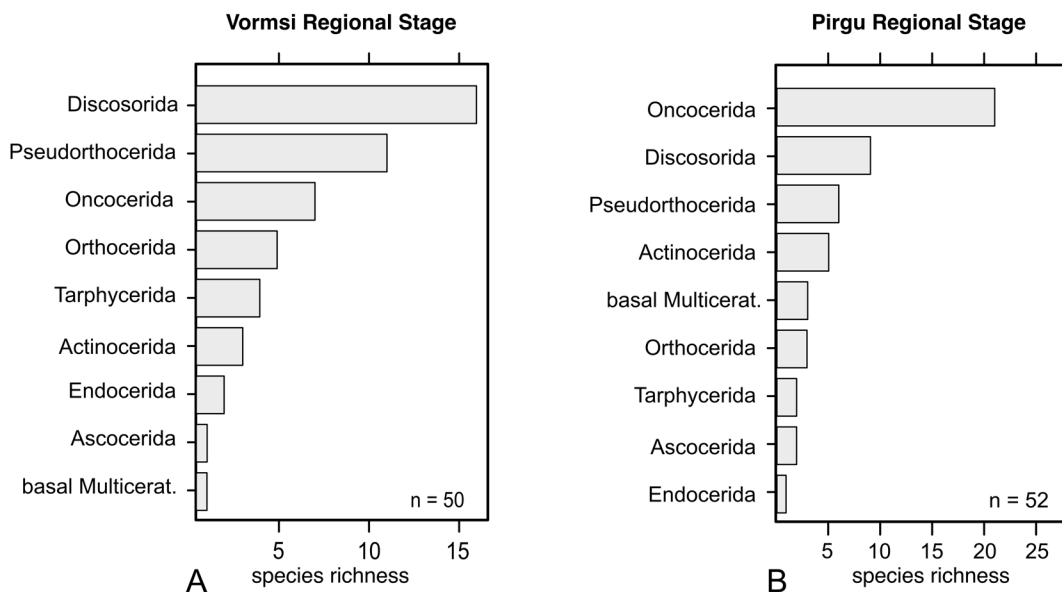 Vormsi Regional Stage
Discosorida
Pseudorthocerida
Oncocerida
Orthocerida
Tarphycerida
Actinocerida
Endocerida
Ascocerida
basal Multicerat.
n = 50
5 10 15
A species richness
Pirgu Regional Stage
Oncocerida
Discosorida
Pseudorthocerida
Actinocerida
basal Multicerat.
Orthocerida
Tarphycerida
Ascocerida
Endocerida
n = 52
5 10 15 20 25
B species richness